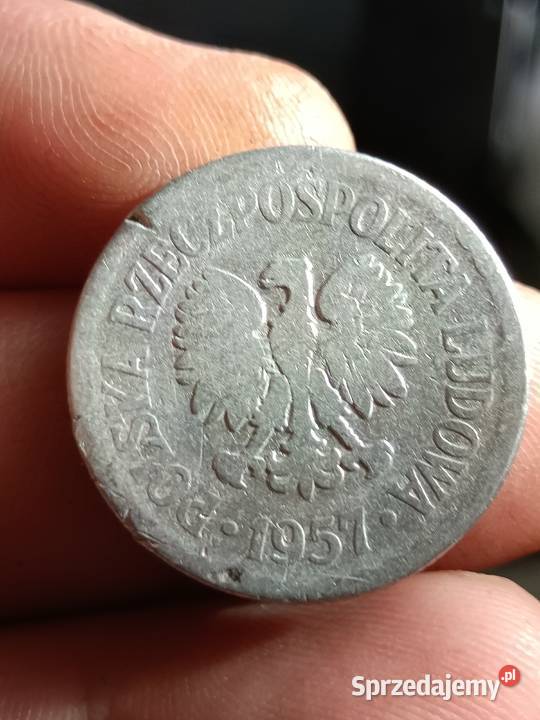 POLSKA RZECZPOSPOLITA LUDOWA
· 1957 ·
Sprzedajemy.pl